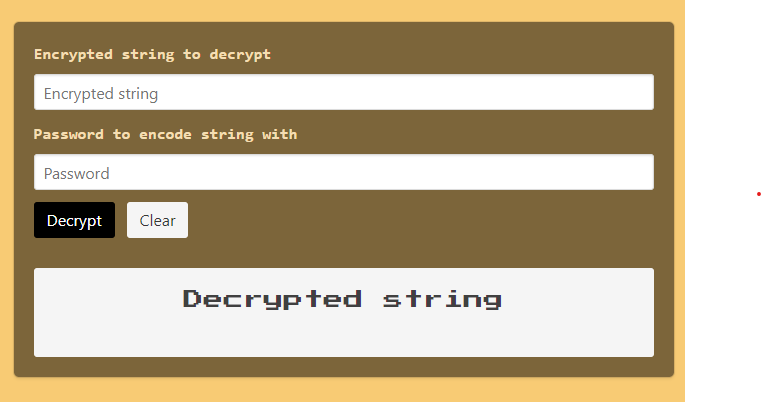 Encrypted string to decrypt
Encrypted string
Password to encode string with
Password
Decrypt Clear
Decrypted string